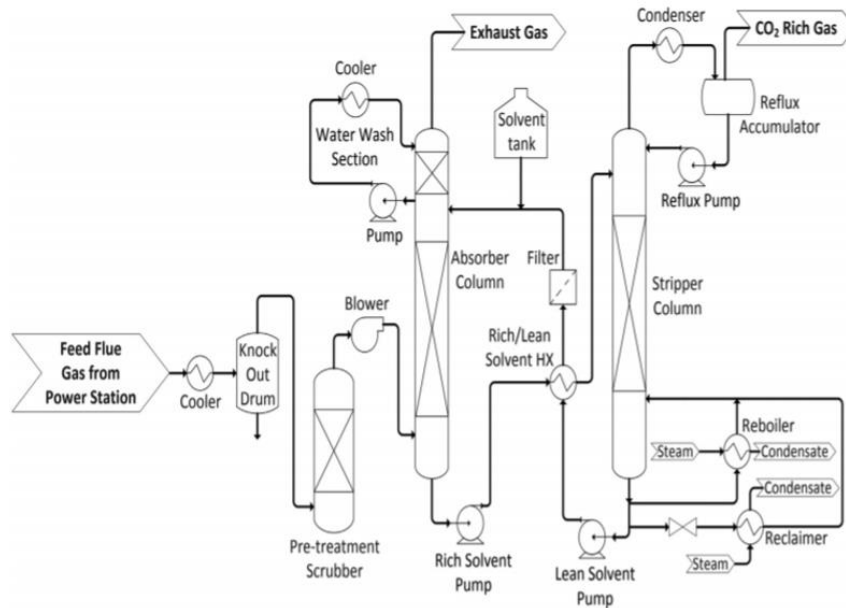 Exhaust Gas
Condenser
CO₂ Rich Gas
Cooler
Reflux
Accumulator
Water Wash
Section
Solvent
tank
Reflux Pump
Pump
Absorber
Column
Filter
Stripper
Column
Blower
Rich/Lean
Solvent HX
Feed Flue
Gas from
Power Station
Cooler
Knock
Out
Drum
Reboiler
Steam
Condensate
Condensate
Reclaimer
Steam
Pre-treatment
Scrubber
Rich Solvent
Pump
Lean Solvent
Pump